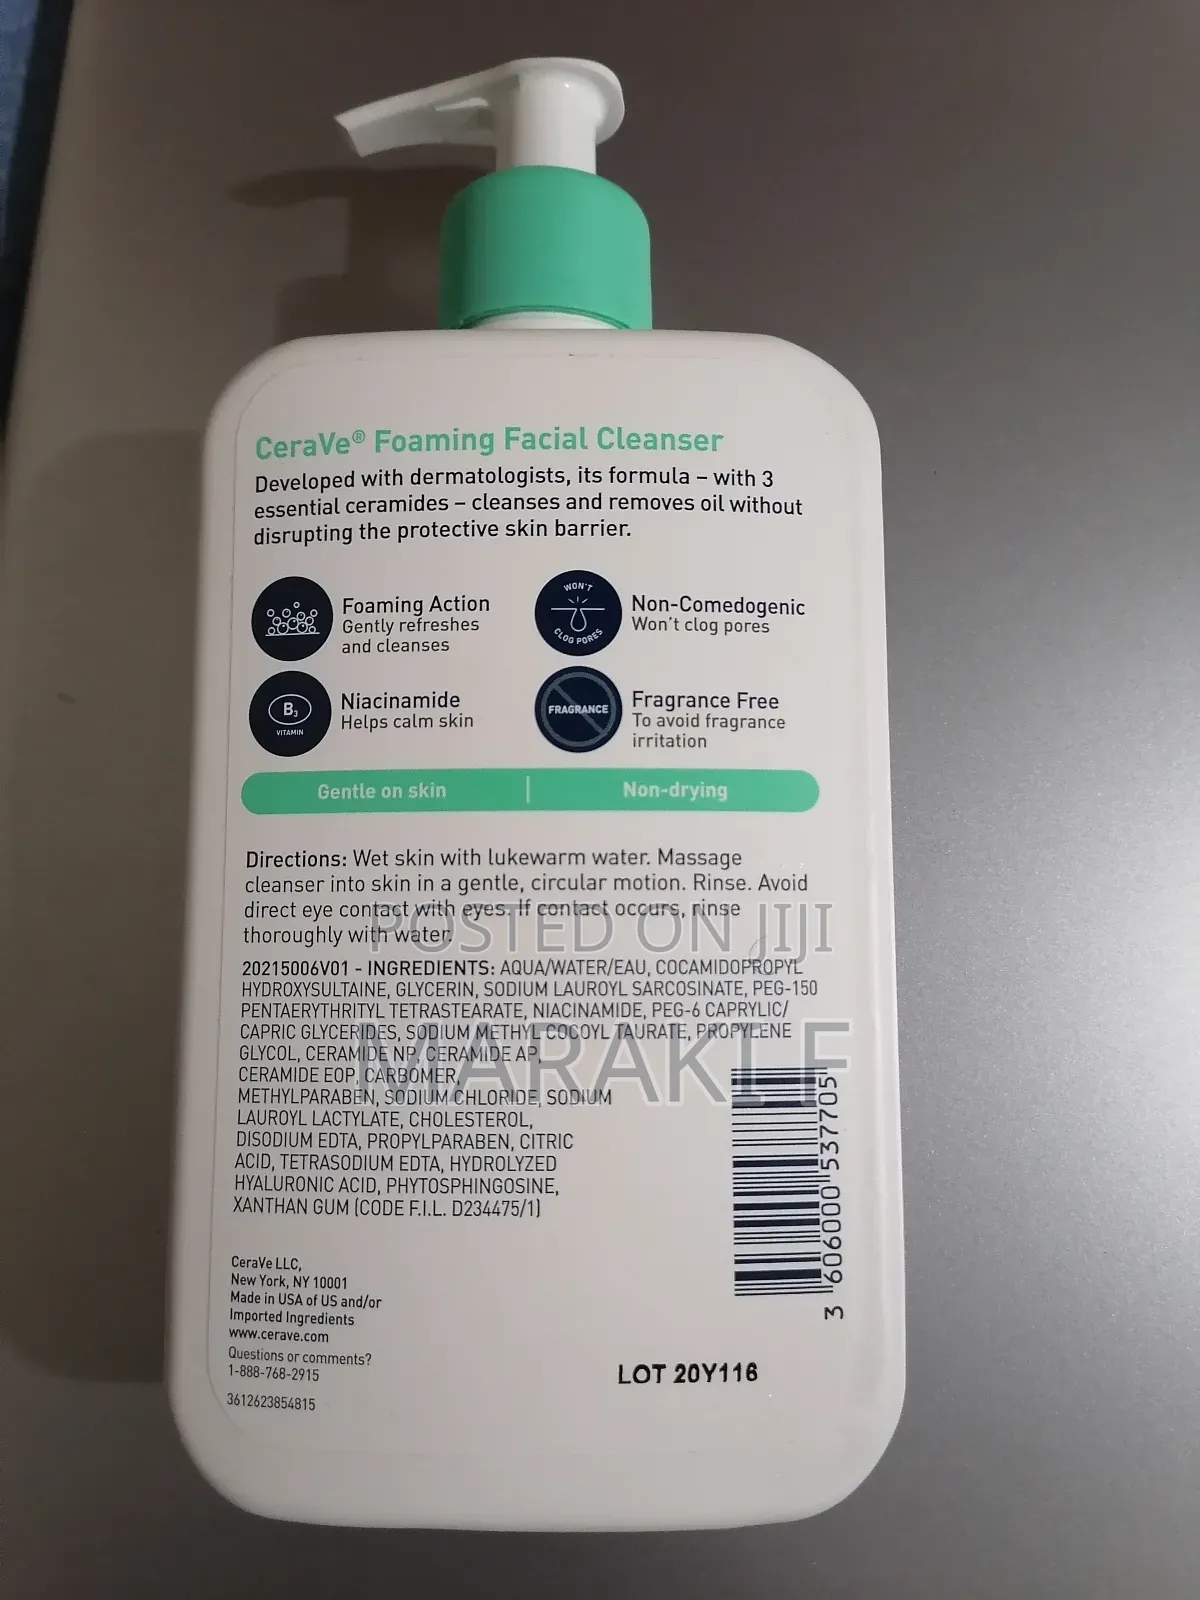 CeraVe® Foaming Facial Cleanser
Developed with dermatologists, its formula – with 3
essential ceramides – cleanses and removes oil without
disrupting the protective skin barrier.
Foaming Action
Gently refreshes
and cleanses
WON'T
CLOG PORES
Non-Comedogenic
Won't clog pores
B3
VITAMIN
Niacinamide
Helps calm skin
FRAGRANCE
Fragrance Free
To avoid fragrance
irritation
Gentle on skin | Non-drying
Directions: Wet skin with lukewarm water. Massage
cleanser into skin in a gentle, circular motion. Rinse. Avoid
direct eye contact with eyes. If contact occurs, rinse
thoroughly with water.
POSTED ON JIJI
MARAKI F
20215006V01 - INGREDIENTS: AQUA/WATER/EAU, COCAMIDOPROPYL
HYDROXYSULTAINE, GLYCERIN, SODIUM LAUROYL SARCOSINATE, PEG-150
PENTAERYTHRITYL TETRASTEARATE, NIACINAMIDE, PEG-6 CAPRYLIC/
CAPRIC GLYCERIDES, SODIUM METHYL COCOYL TAURATE, PROPYLENE
GLYCOL, CERAMIDE NP, CERAMIDE AP,
CERAMIDE EOP, CARBOMER,
METHYLPARABEN, SODIUM CHLORIDE, SODIUM
LAUROYL LACTYLATE, CHOLESTEROL,
DISODIUM EDTA, PROPYLPARABEN, CITRIC
ACID, TETRASODIUM EDTA, HYDROLYZED
HYALURONIC ACID, PHYTOSPHINGOSINE,
XANTHAN GUM (CODE F.I.L. D234475/1)
3 606000 537705
CeraVe LLC,
New York, NY 10001
Made in USA of US and/or
Imported Ingredients
www.cerave.com
Questions or comments?
1-888-768-2915
3612623854815
LOT 20Y116